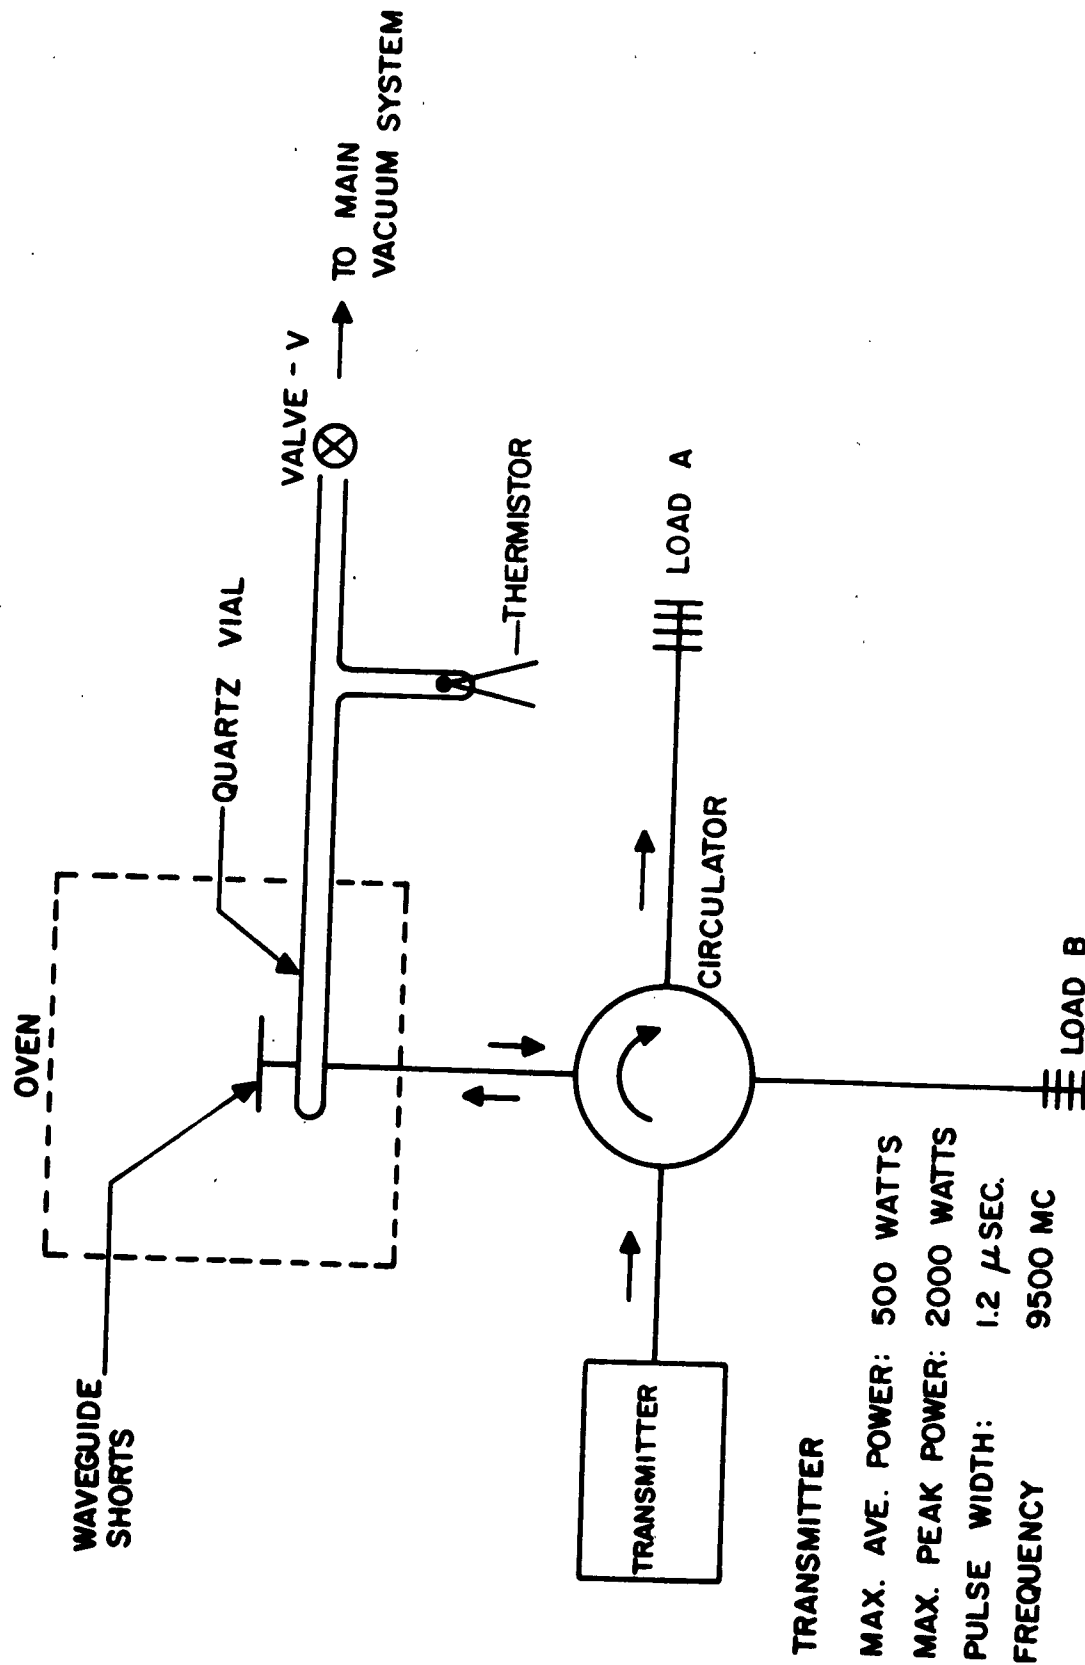 OVEN
WAVEGUIDE
SHORTS
QUARTZ VIAL
VALVE - V
TO MAIN
VACUUM SYSTEM
THERMISTOR
TRANSMITTER
CIRCULATOR
LOAD A
LOAD B
TRANSMITTER
MAX. AVE. POWER: 500 WATTS
MAX. PEAK POWER: 2000 WATTS
PULSE WIDTH: 1.2 μSEC.
FREQUENCY 9500 MC